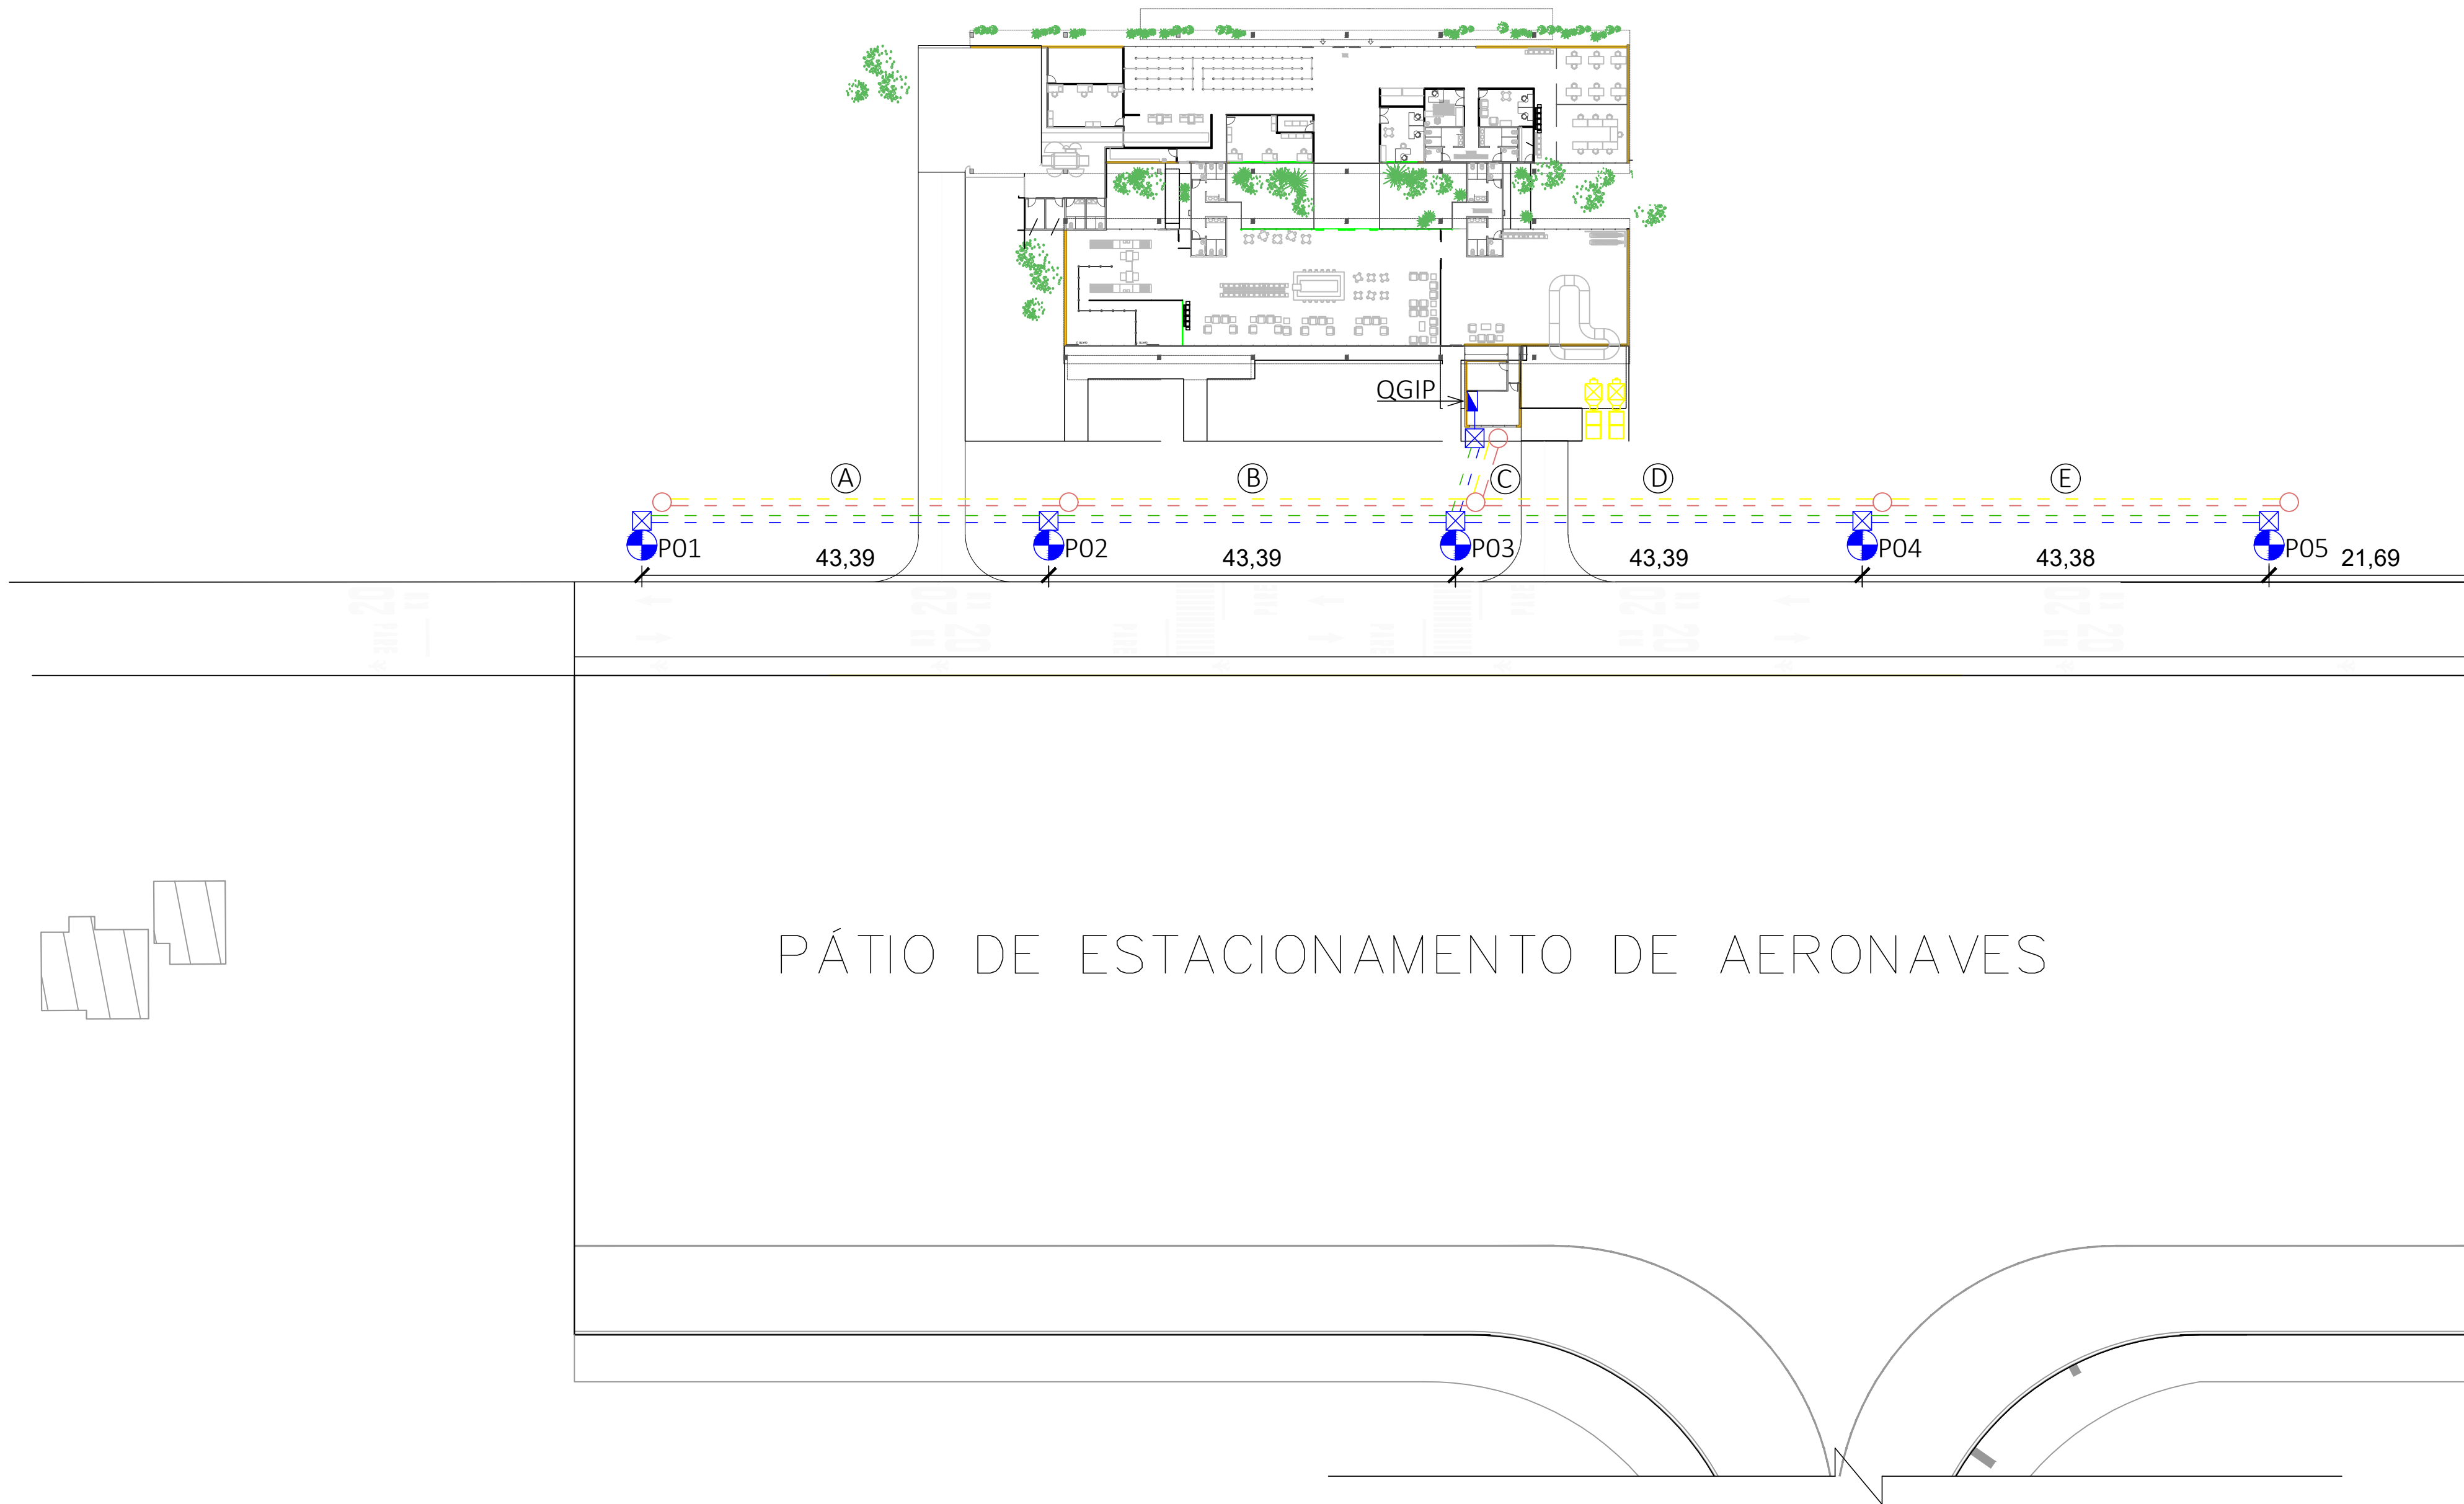 QGIP
A
B
C
D
E
P01
P02
P03
P04
P05
43,39
43,39
43,39
43,38
21,69
PÁTIO DE ESTACIONAMENTO DE AERONAVES